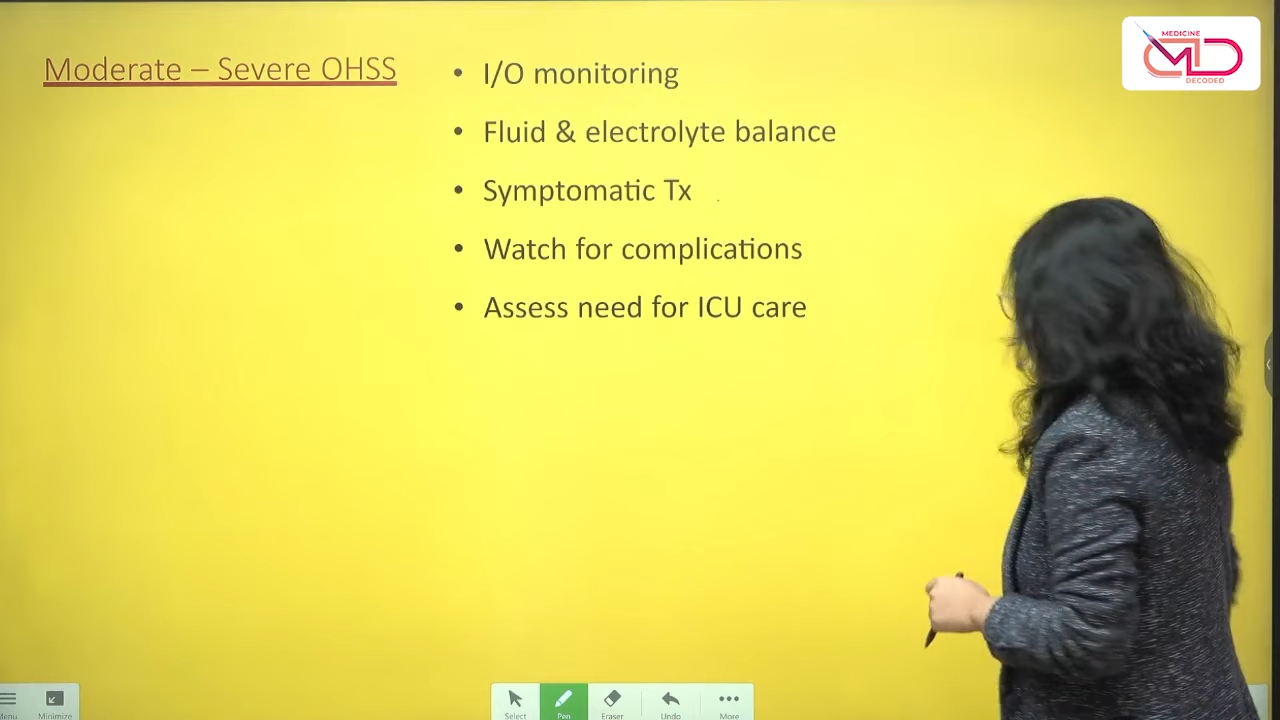 Moderate – Severe OHSS
• I/O monitoring
• Fluid & electrolyte balance
• Symptomatic Tx
• Watch for complications
• Assess need for ICU care
MEDICINE
MD
DECODED
Menu
Minimize
Select
Pen
Eraser
Undo
More